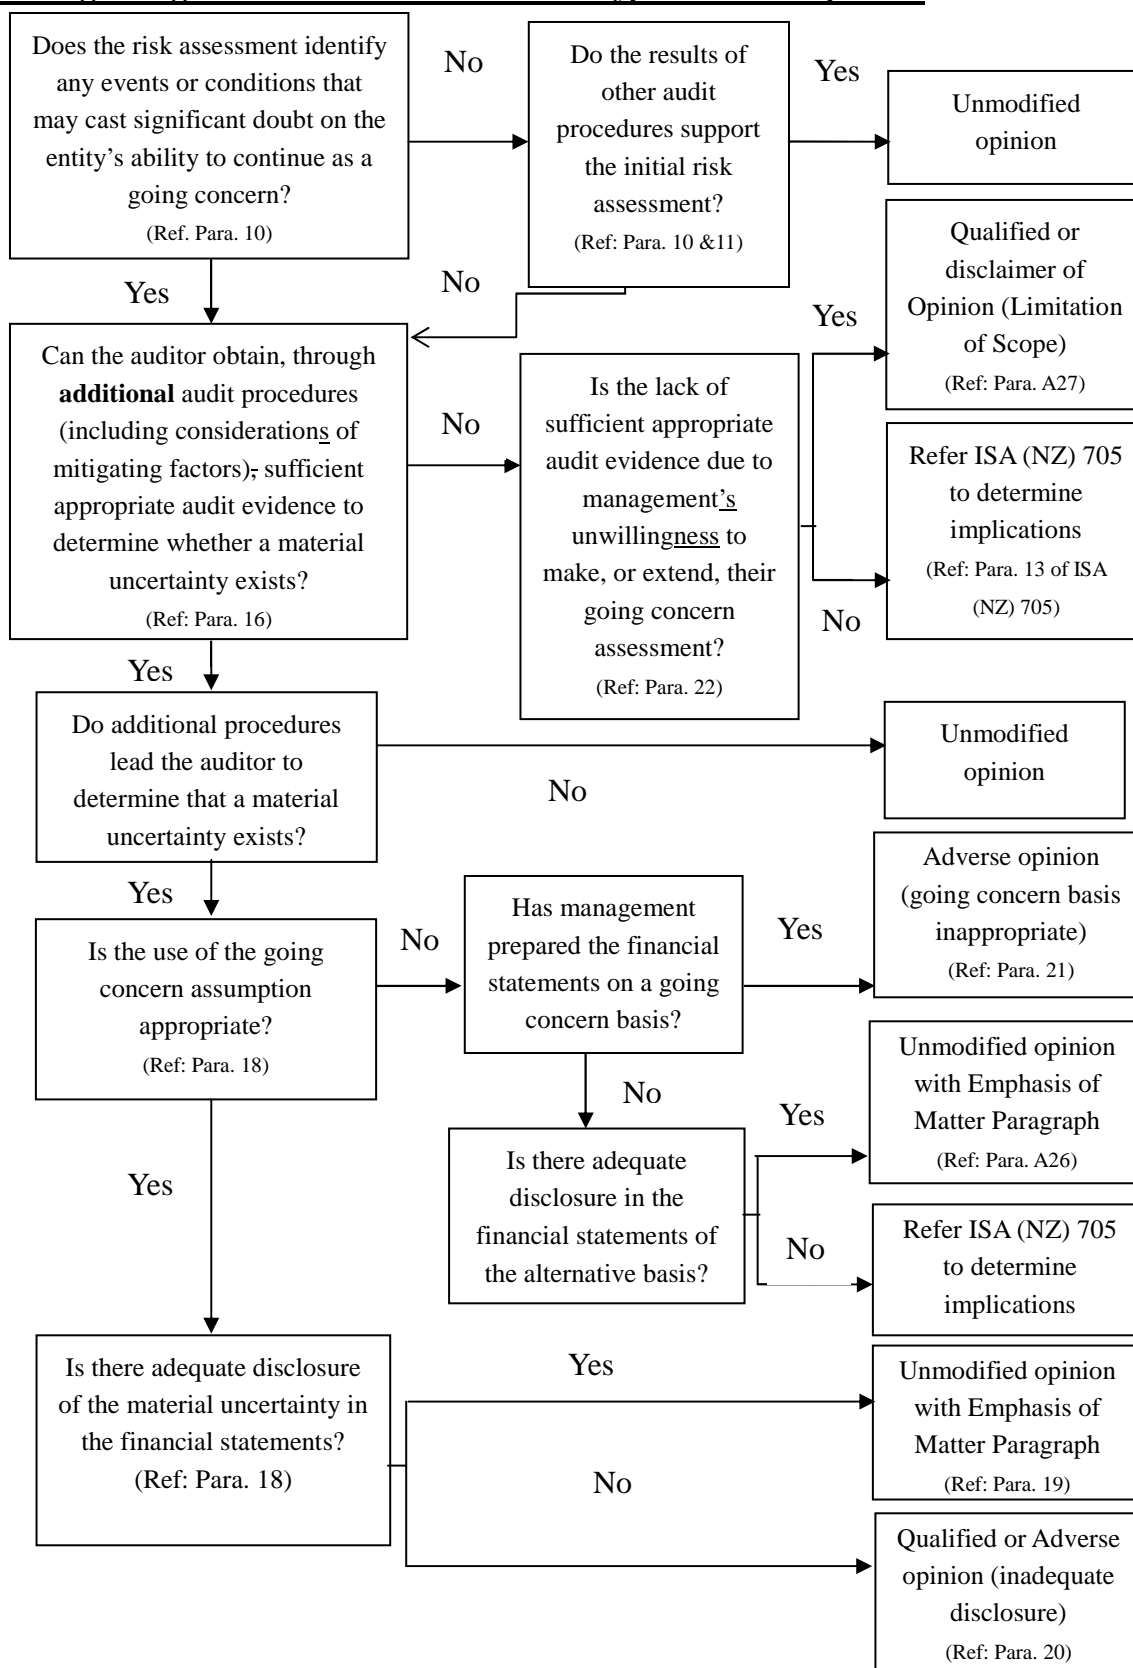 Does the risk assessment identify
any events or conditions that
may cast significant doubt on the
entity’s ability to continue as a
going concern?
(Ref. Para. 10)
No
Do the results of
other audit
procedures support
the initial risk
assessment?
(Ref: Para. 10 &11)
Yes
Unmodified
opinion
Yes
No
Can the auditor obtain, through
additional audit procedures
(including considerations of
mitigating factors), sufficient
appropriate audit evidence to
determine whether a material
uncertainty exists?
(Ref: Para. 16)
No
Is the lack of
sufficient appropriate
audit evidence due to
management’s
unwillingness to
make, or extend, their
going concern
assessment?
(Ref: Para. 22)
Yes
Qualified or
disclaimer of
Opinion (Limitation
of Scope)
(Ref: Para. A27)
No
Refer ISA (NZ) 705
to determine
implications
(Ref: Para. 13 of ISA
(NZ) 705)
Yes
Do additional procedures
lead the auditor to
determine that a material
uncertainty exists?
No
Unmodified
opinion
Yes
Is the use of the going
concern assumption
appropriate?
(Ref: Para. 18)
No
Has management
prepared the financial
statements on a going
concern basis?
Yes
Adverse opinion
(going concern basis
inappropriate)
(Ref: Para. 21)
No
Is there adequate
disclosure in the
financial statements of
the alternative basis?
Yes
Unmodified opinion
with Emphasis of
Matter Paragraph
(Ref: Para. A26)
No
Refer ISA (NZ) 705
to determine
implications
Yes
Is there adequate disclosure
of the material uncertainty in
the financial statements?
(Ref: Para. 18)
Yes
Unmodified opinion
with Emphasis of
Matter Paragraph
(Ref: Para. 19)
No
Qualified or Adverse
opinion (inadequate
disclosure)
(Ref: Para. 20)